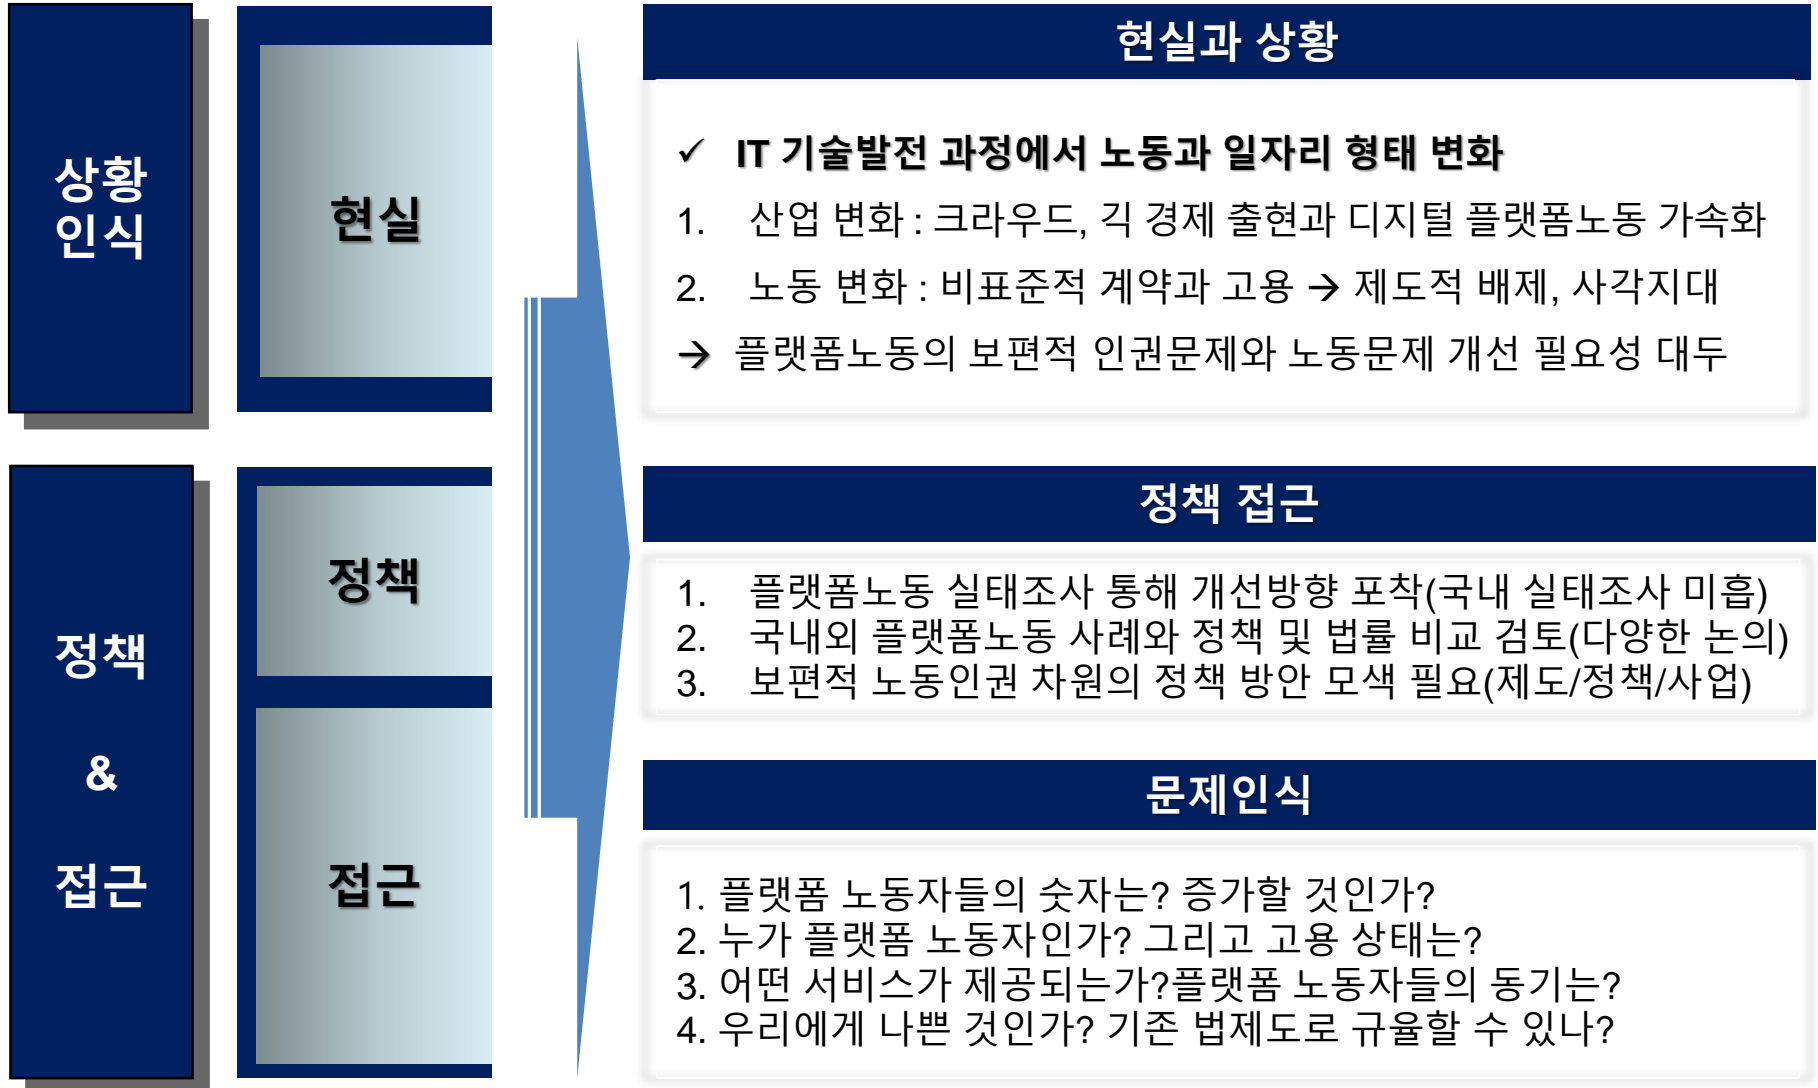 상황
인식
현실
현실과 상황
✓ IT 기술발전 과정에서 노동과 일자리 형태 변화
1. 산업 변화 : 크라우드, 긱 경제 출현과 디지털 플랫폼노동 가속화
2. 노동 변화 : 비표준적 계약과 고용 → 제도적 배제, 사각지대
→ 플랫폼노동의 보편적 인권문제와 노동문제 개선 필요성 대두
정책
&
접근
정책
접근
정책 접근
1. 플랫폼노동 실태조사 통해 개선방향 포착(국내 실태조사 미흡)
2. 국내외 플랫폼노동 사례와 정책 및 법률 비교 검토(다양한 논의)
3. 보편적 노동인권 차원의 정책 방안 모색 필요(제도/정책/사업)
문제인식
1. 플랫폼 노동자들의 숫자는? 증가할 것인가?
2. 누가 플랫폼 노동자인가? 그리고 고용 상태는?
3. 어떤 서비스가 제공되는가?플랫폼 노동자들의 동기는?
4. 우리에게 나쁜 것인가? 기존 법제도로 규율할 수 있나?